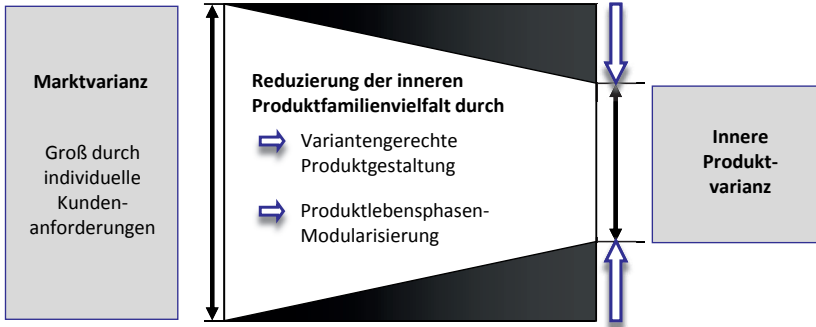 Marktvarianz
Groß durch
individuelle
Kunden-
anforderungen
Reduzierung der inneren
Produktfamilienvielfalt durch
Variantengerechte
Produktgestaltung
Produktlebensphasen-
Modularisierung
Innere
Produkt-
varianz